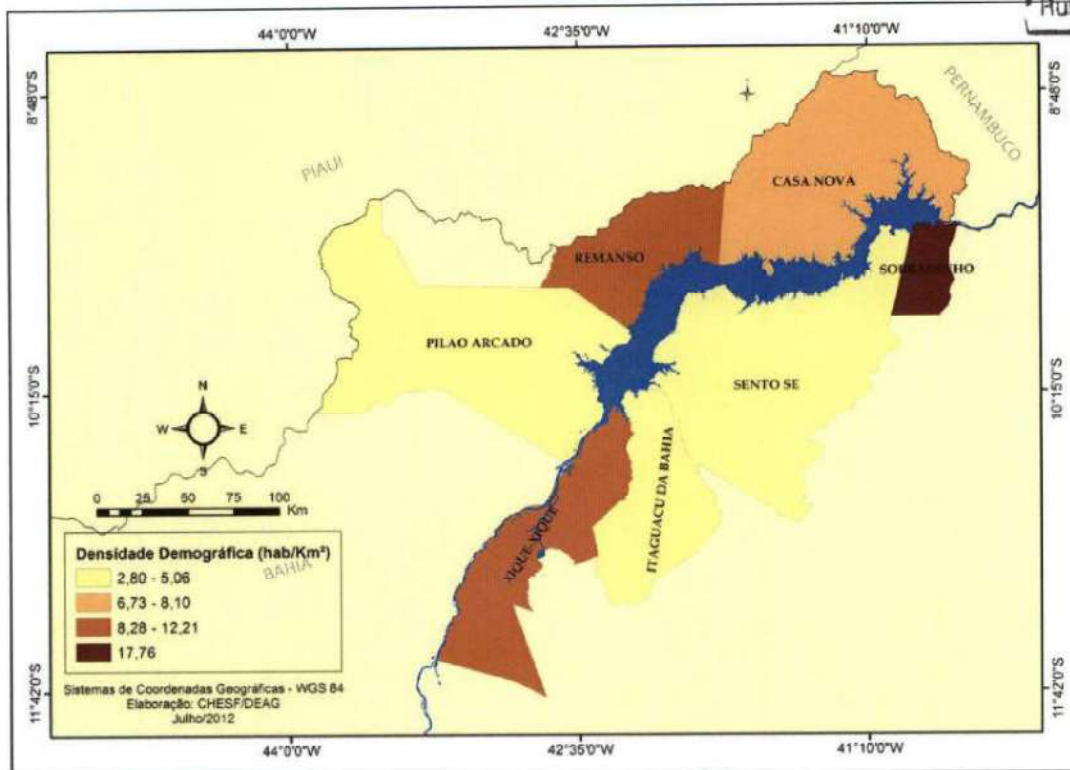 44°0'0"W
42°35'0"W
41°10'0"W
8°48'0"S
8°48'0"S
PERNAMBUCO
PIAUI
CASA NOVA
REMANSO
SOBRADINHO
PILAO ARCADO
SENTO SE
10°15'0"S
10°15'0"S
N
W
E
S
ITAGUACU DA BAHIA
XIQUE-XIQUE
0 25 50 75 100
Km
Densidade Demográfica (hab/Km²)
BAHIA
2,80 - 5,06
6,73 - 8,10
8,28 - 12,21
17,76
Sistemas de Coordenadas Geográficas - WGS 84
Elaboração: CHESF/DEAG
Julho/2012
11°42'0"S
11°42'0"S
44°0'0"W
42°35'0"W
41°10'0"W